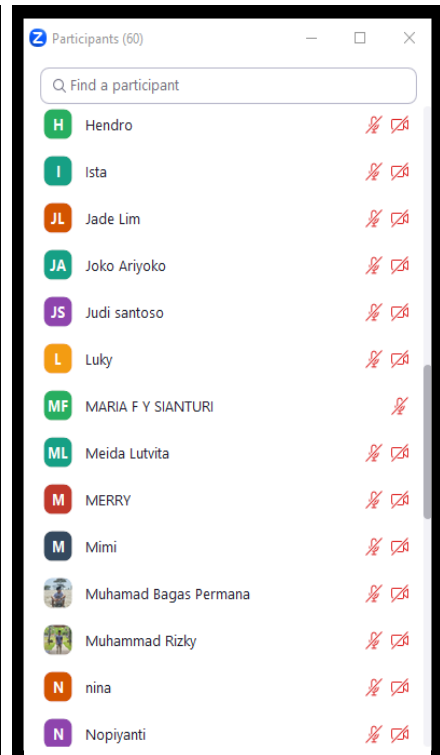 Z Participants (60)
Find a participant
H Hendro
I Ista
JL Jade Lim
JA Joko Ariyoko
JS Judi santoso
L Luky
MF MARIA F Y SIANTURI
ML Meida Lutvita
M MERRY
M Mimi
Muhamad Bagas Permana
Muhammad Rizky
N nina
N Nopiyanti